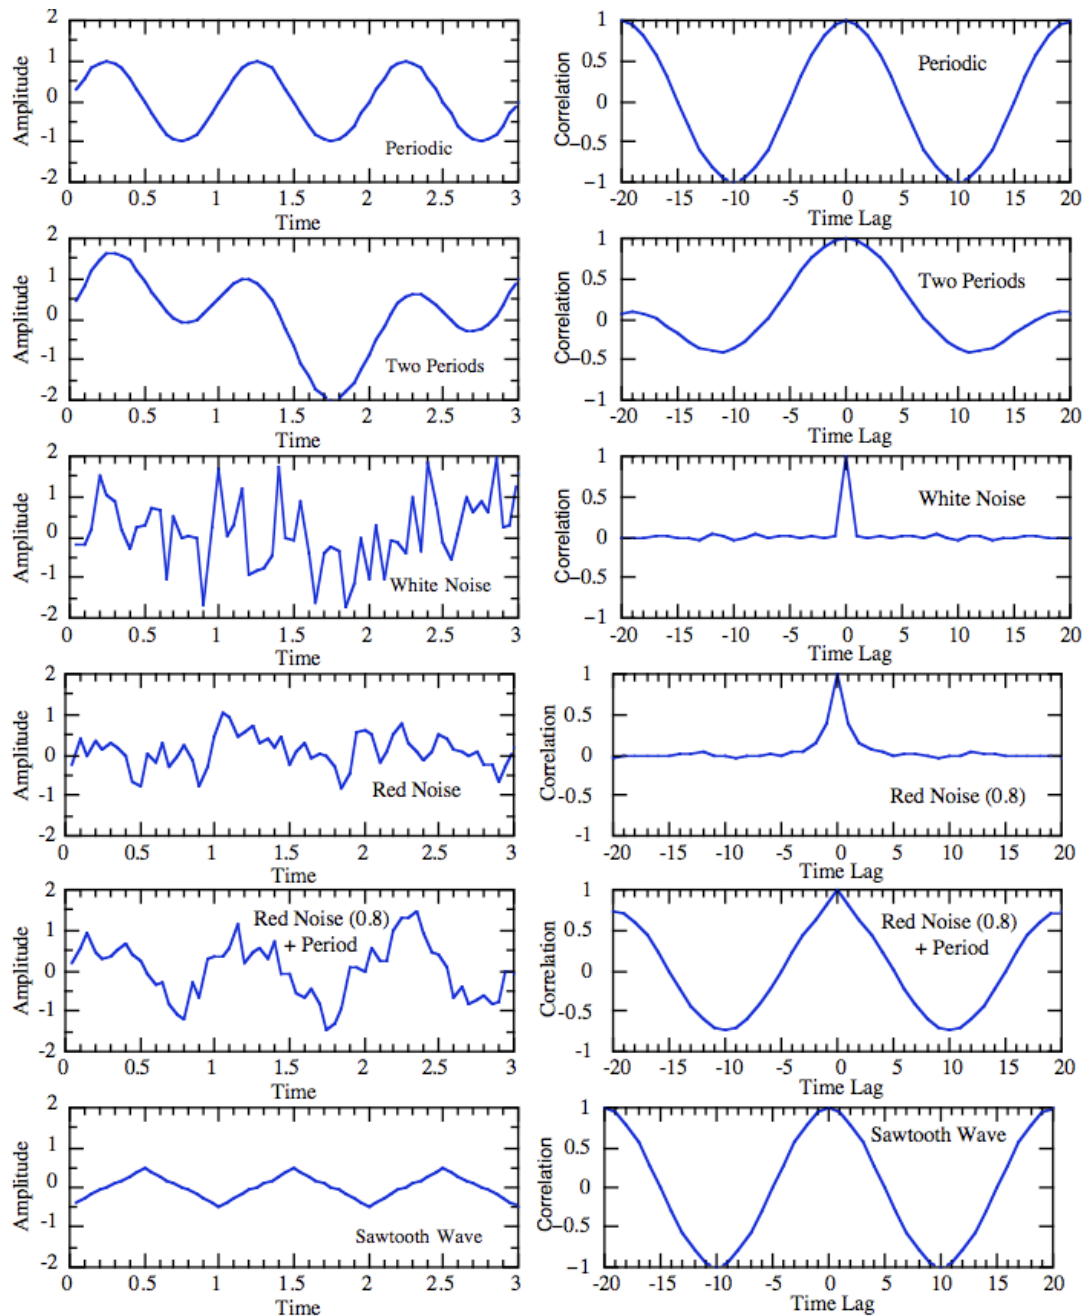 2
1
0
-1
-2
Amplitude
Periodic
0 0.5 1 1.5 2 2.5 3
Time
1
0.5
0
−0.5
−1
Correlation
Periodic
-20 -15 -10 -5 0 5 10 15 20
Time Lag
2
1
0
-1
-2
Amplitude
Two Periods
0 0.5 1 1.5 2 2.5 3
Time
1
0.5
0
−0.5
−1
Correlation
Two Periods
-20 -15 -10 -5 0 5 10 15 20
Time Lag
2
1
0
-1
-2
Amplitude
White Noise
0 0.5 1 1.5 2 2.5 3
Time
1
0.5
0
−0.5
−1
Correlation
White Noise
-20 -15 -10 -5 0 5 10 15 20
Time Lag
2
1
0
-1
-2
Amplitude
Red Noise
0 0.5 1 1.5 2 2.5 3
Time
1
0.5
0
-0.5
-1
Correlation
Red Noise (0.8)
-20 -15 -10 -5 0 5 10 15 20
Time Lag
2
1
0
-1
-2
Amplitude
Red Noise (0.8)
+ Period
0 0.5 1 1.5 2 2.5 3
Time
1
0.5
0
-0.5
-1
Correlation
Red Noise (0.8)
+ Period
-20 -15 -10 -5 0 5 10 15 20
Time Lag
2
1
0
-1
-2
Amplitude
Sawtooth Wave
0 0.5 1 1.5 2 2.5 3
Time
1
0.5
0
−0.5
−1
Correlation
Sawtooth Wave
-20 -15 -10 -5 0 5 10 15 20
Time Lag